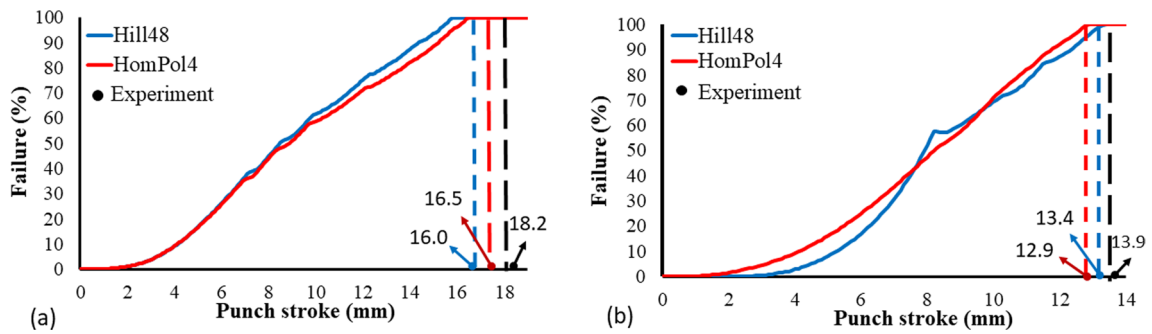 (a)
Failure (%)
100
90
80
70
60
50
40
30
20
10
0
Hill48
HomPol4
Experiment
16.5
16.0
18.2
0 2 4 6 8 10 12 14 16 18
Punch stroke (mm)
(b)
Failure (%)
100
90
80
70
60
50
40
30
20
10
0
Hill48
HomPol4
Experiment
13.4
12.9
13.9
0 2 4 6 8 10 12 14
Punch stroke (mm)